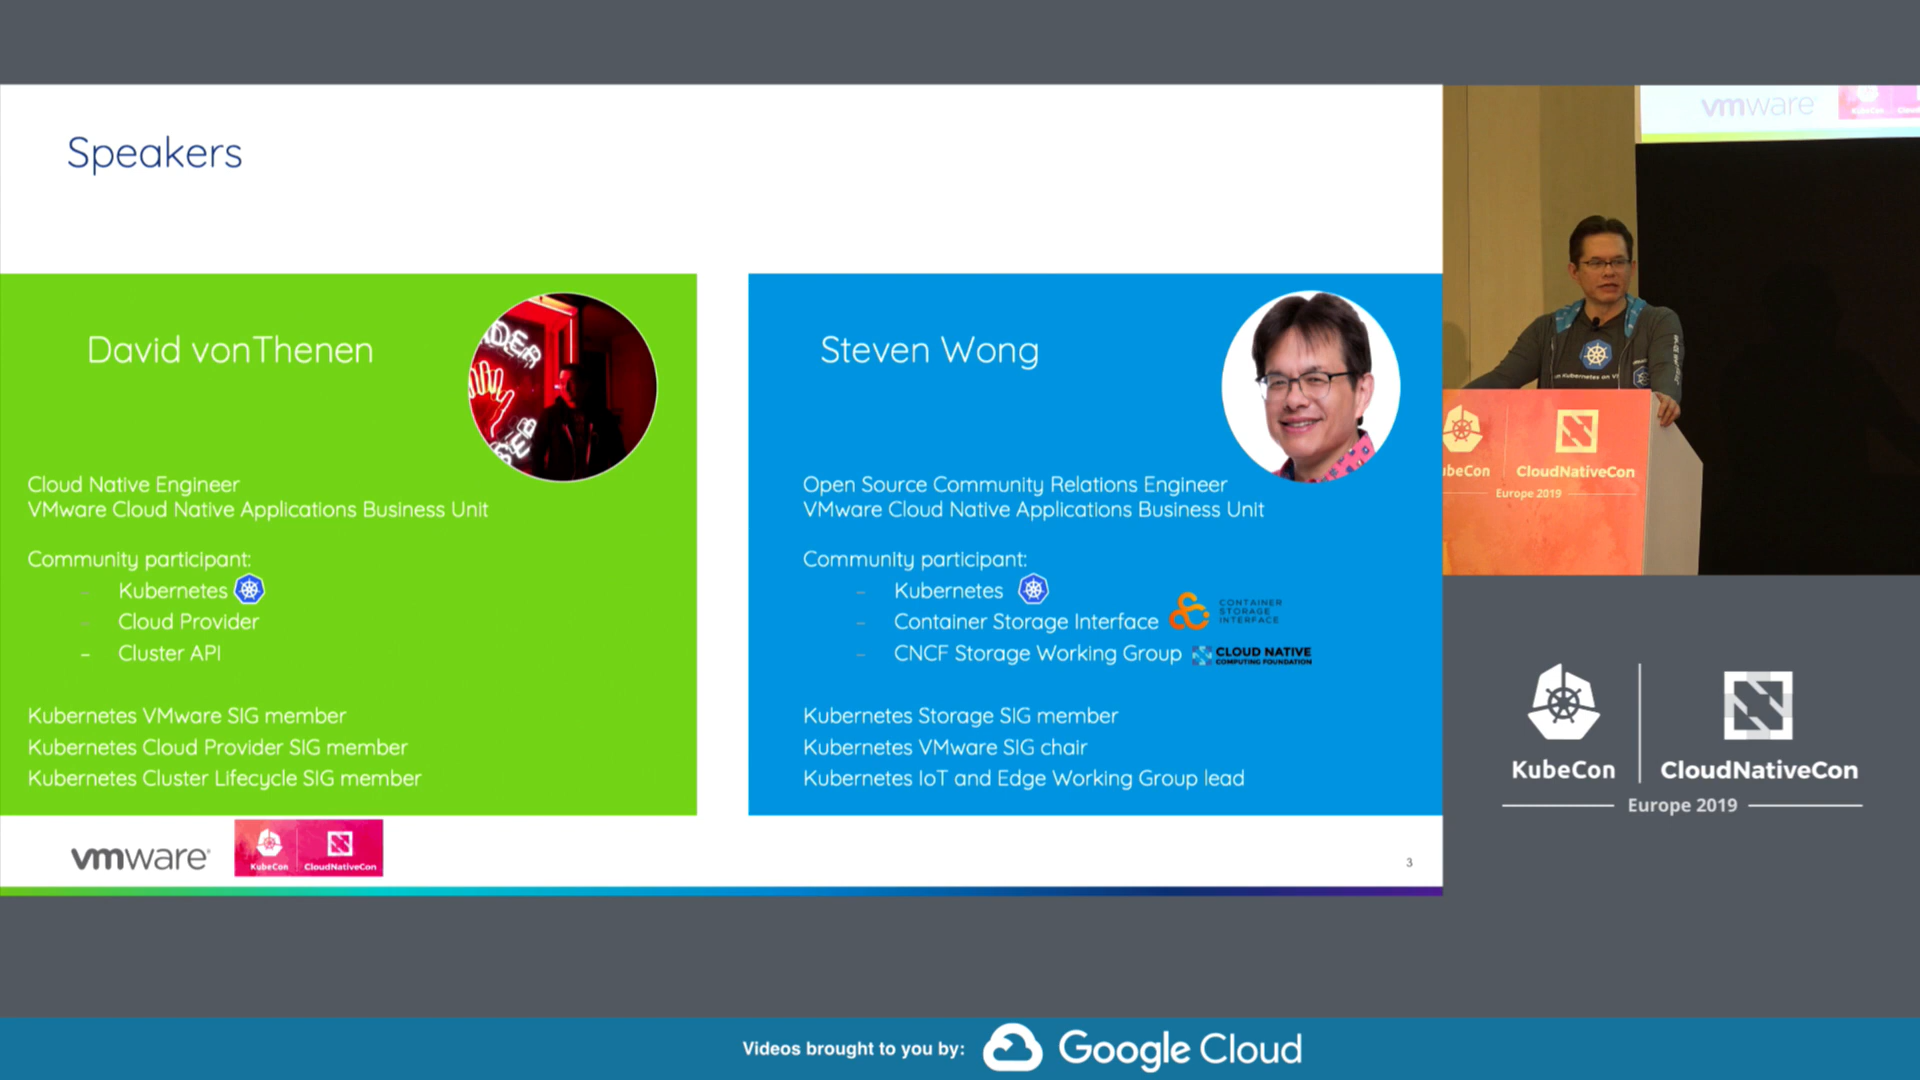 Speakers
David vonThenen
Cloud Native Engineer
VMware Cloud Native Applications Business Unit
Community participant:
– Kubernetes
– Cloud Provider
– Cluster API
Kubernetes VMware SIG member
Kubernetes Cloud Provider SIG member
Kubernetes Cluster Lifecycle SIG member
Steven Wong
Open Source Community Relations Engineer
VMware Cloud Native Applications Business Unit
Community participant:
– Kubernetes
– Container Storage Interface
CONTAINER
STORAGE
INTERFACE
– CNCF Storage Working Group
CLOUD NATIVE
COMPUTING FOUNDATION
Kubernetes Storage SIG member
Kubernetes VMware SIG chair
Kubernetes IoT and Edge Working Group lead
vmware
KubeCon CloudNativeCon
3
vmware
CloudNativeCon
Europe 2019
KubeCon CloudNativeCon
Europe 2019
Videos brought to you by: Google Cloud